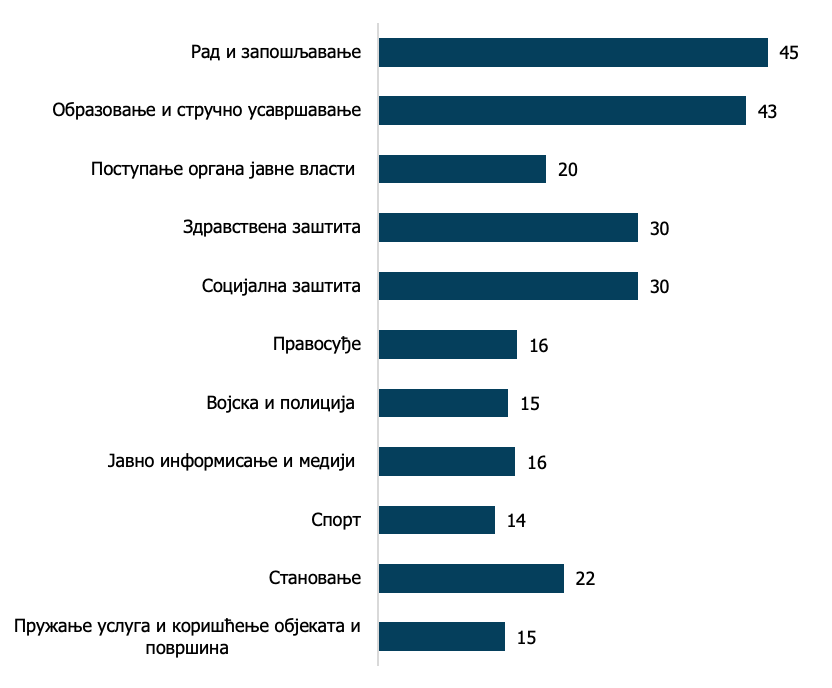 Рад и запошљавање 45
Образовање и стручно усавршавање 43
Поступање органа јавне власти 20
Здравствена заштита 30
Социјална заштита 30
Правосуђе 16
Војска и полиција 15
Јавно информисање и медији 16
Спорт 14
Становање 22
Пружање услуга и коришћење објеката и
површина 15